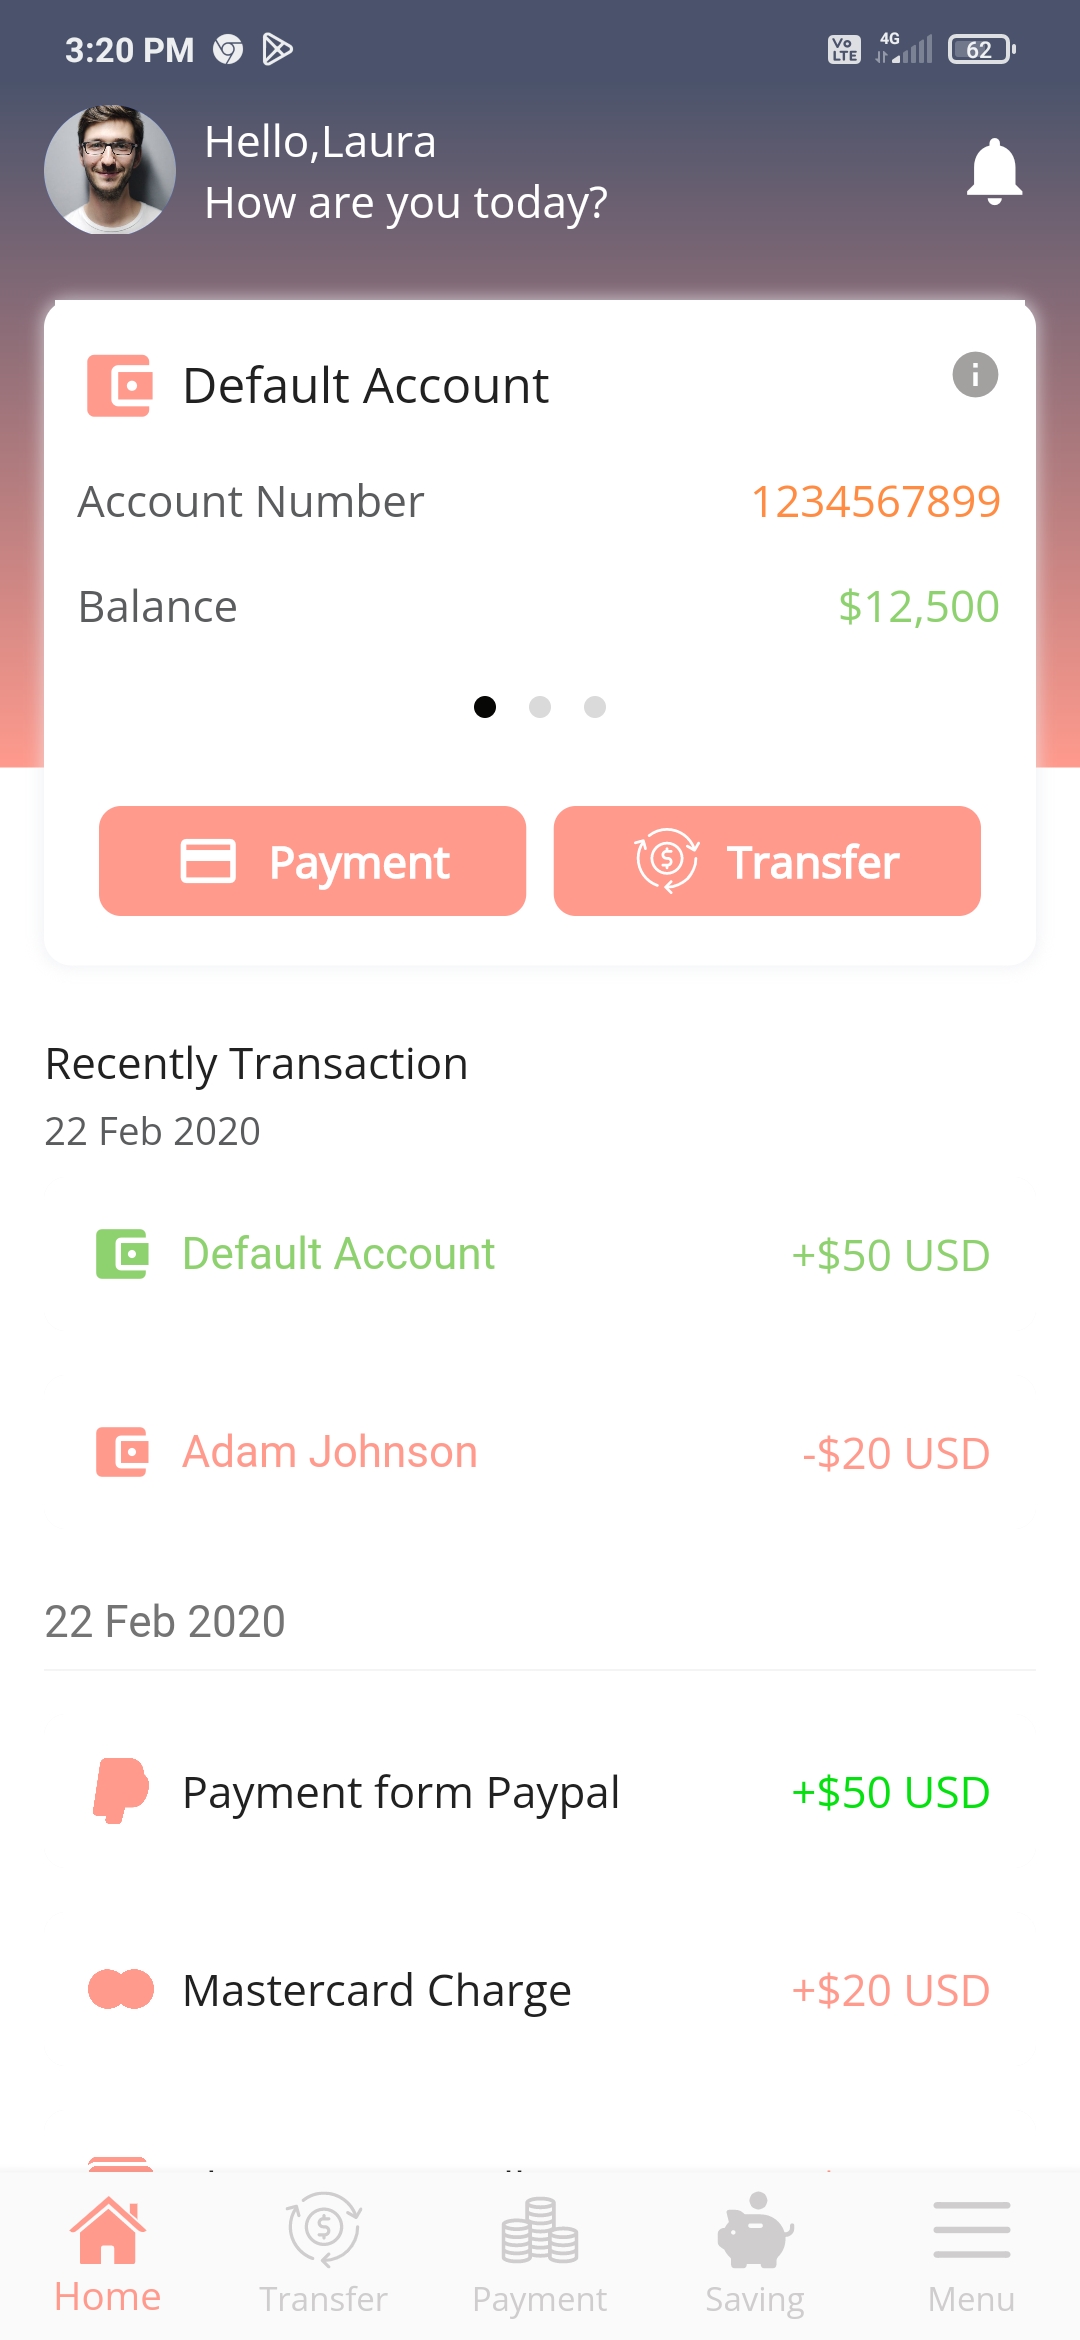 3:20 PM Vo LTE 4G 62
Hello,Laura
How are you today?
Default Account
Account Number 1234567899
Balance $12,500
Payment Transfer
Recently Transaction
22 Feb 2020
Default Account +$50 USD
Adam Johnson -$20 USD
22 Feb 2020
Payment form Paypal +$50 USD
Mastercard Charge +$20 USD
Home Transfer Payment Saving Menu